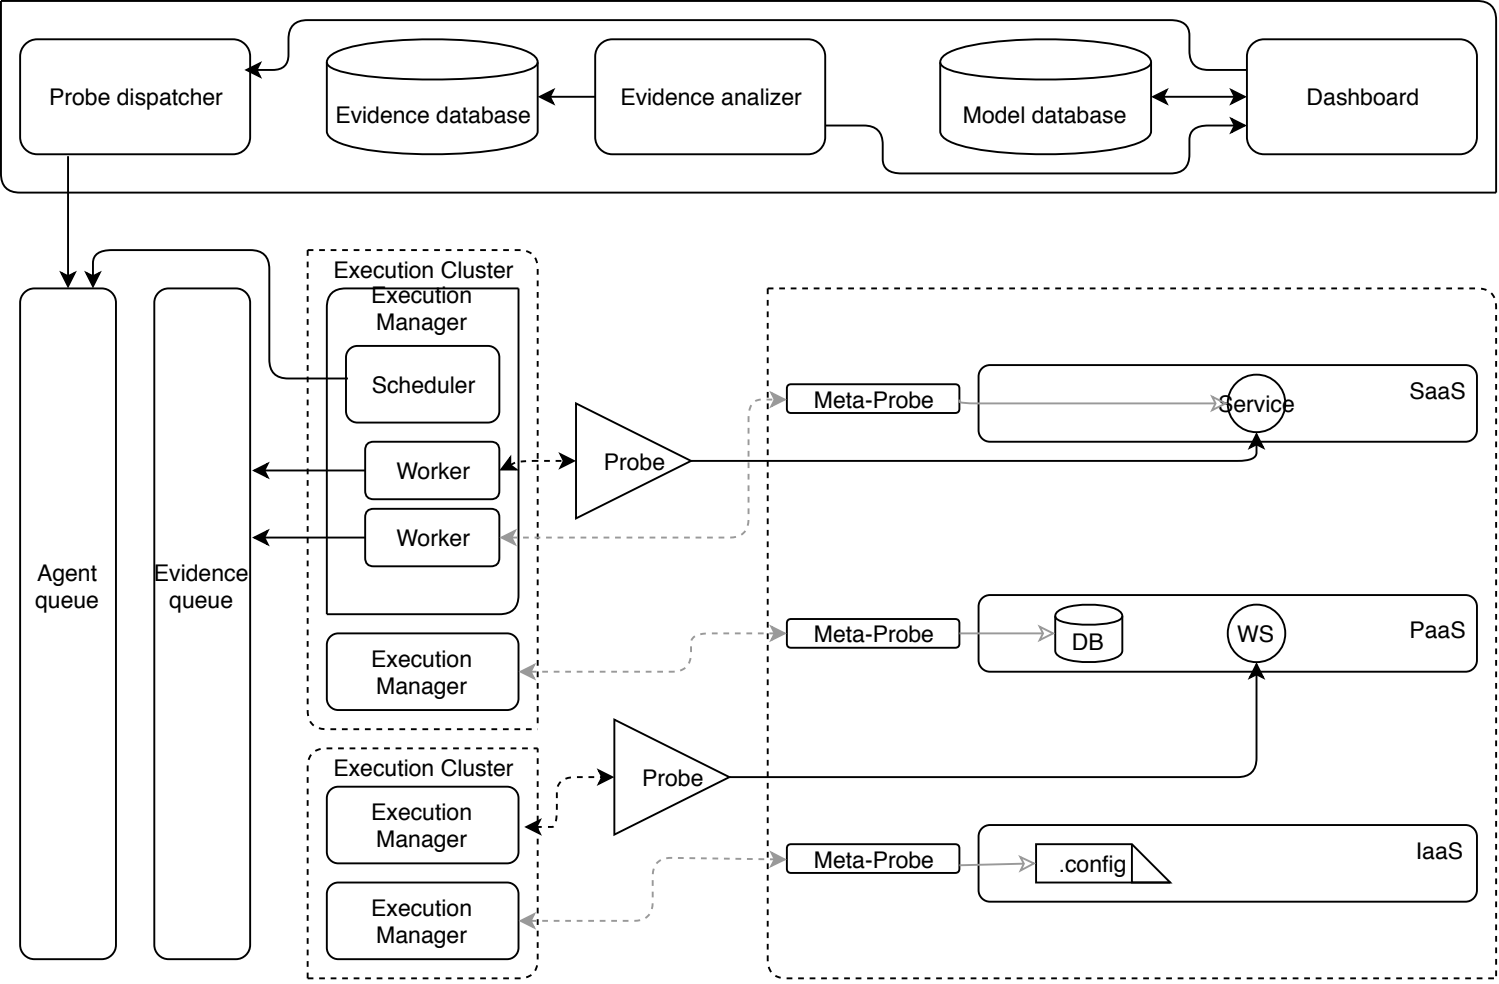 Probe dispatcher
Evidence database
Evidence analizer
Model database
Dashboard
Execution Cluster
Execution
Manager
Scheduler
Worker
Worker
Agent
queue
Evidence
queue
Execution
Manager
Execution Cluster
Execution
Manager
Execution
Manager
Probe
Probe
Meta-Probe
Service
SaaS
Meta-Probe
DB
WS
PaaS
Meta-Probe
.config
IaaS